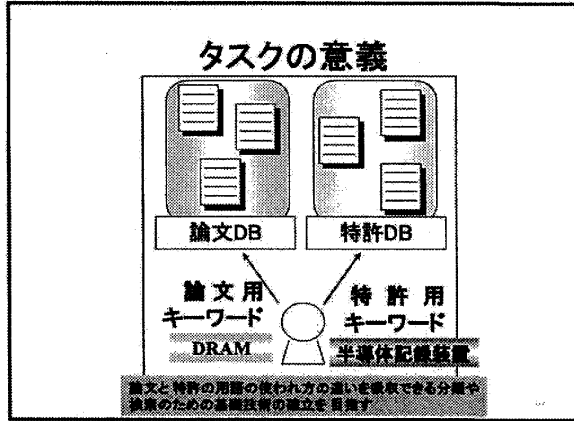 タスクの意義
論文DB
特許DB
論文用
キーワード
DRAM
特許用
キーワード
半導体記録装置
論文と特許の用語の使われ方の違いを吸収できる分類や
検索のための基礎技術の確立を目指す